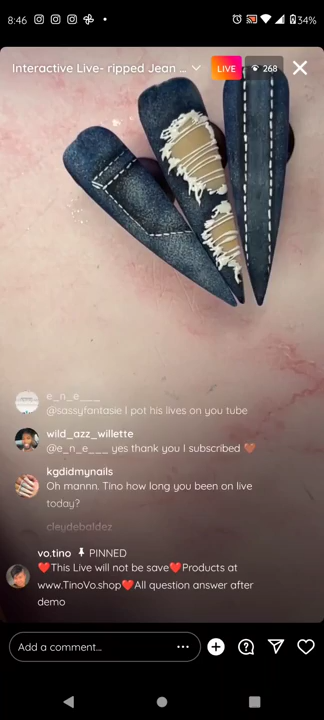 8:46
34%
Interactive Live- ripped Jean ...
LIVE
268
e_n_e___
@sassyfantasie I pot his lives on you tube
wild_azz_willette
@e_n_e___ yes thank you I subscribed 🤎
kgdidmynails
Oh mannn. Tino how long you been on live
today?
cleydebaldez
vo.tino PINNED
❤️This Live will not be save❤️Products at
www.TinoVo.shop❤️All question answer after
demo
Add a comment...